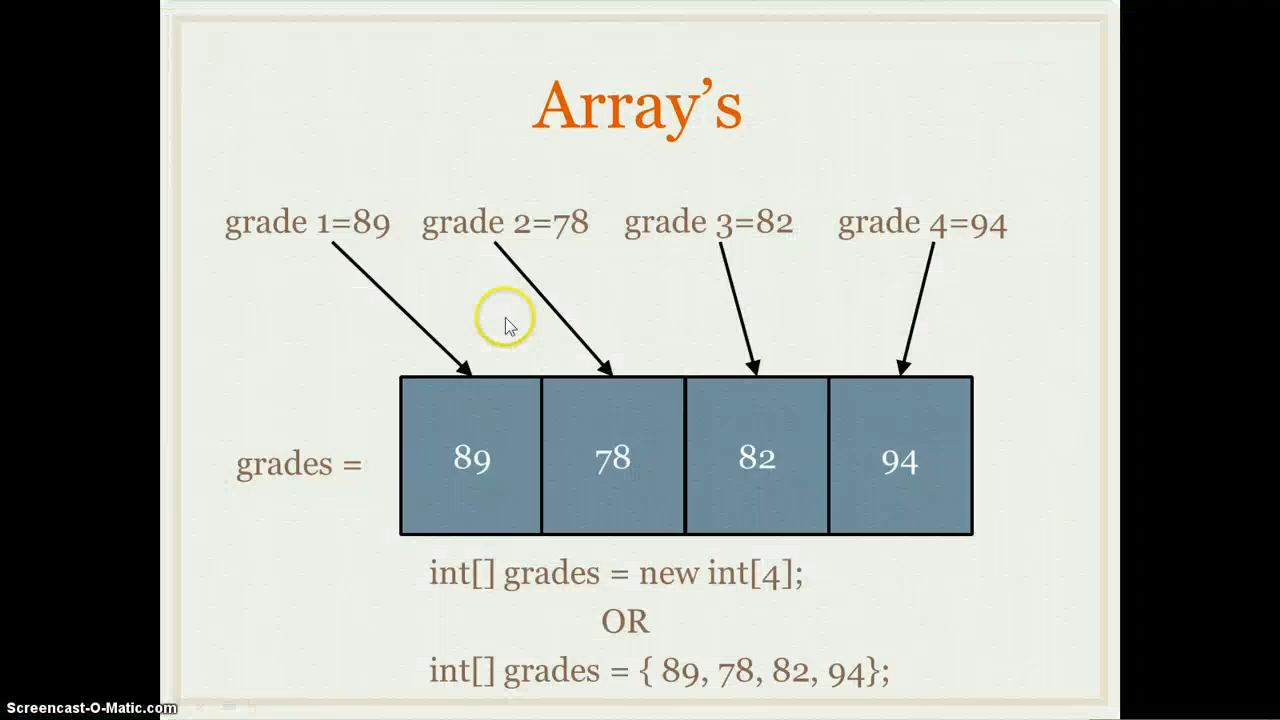 Array’s
grade 1=89 grade 2=78 grade 3=82 grade 4=94
grades = 89 78 82 94
int[] grades = new int[4];
OR
int[] grades = { 89, 78, 82, 94};
Screencast-O-Matic.com